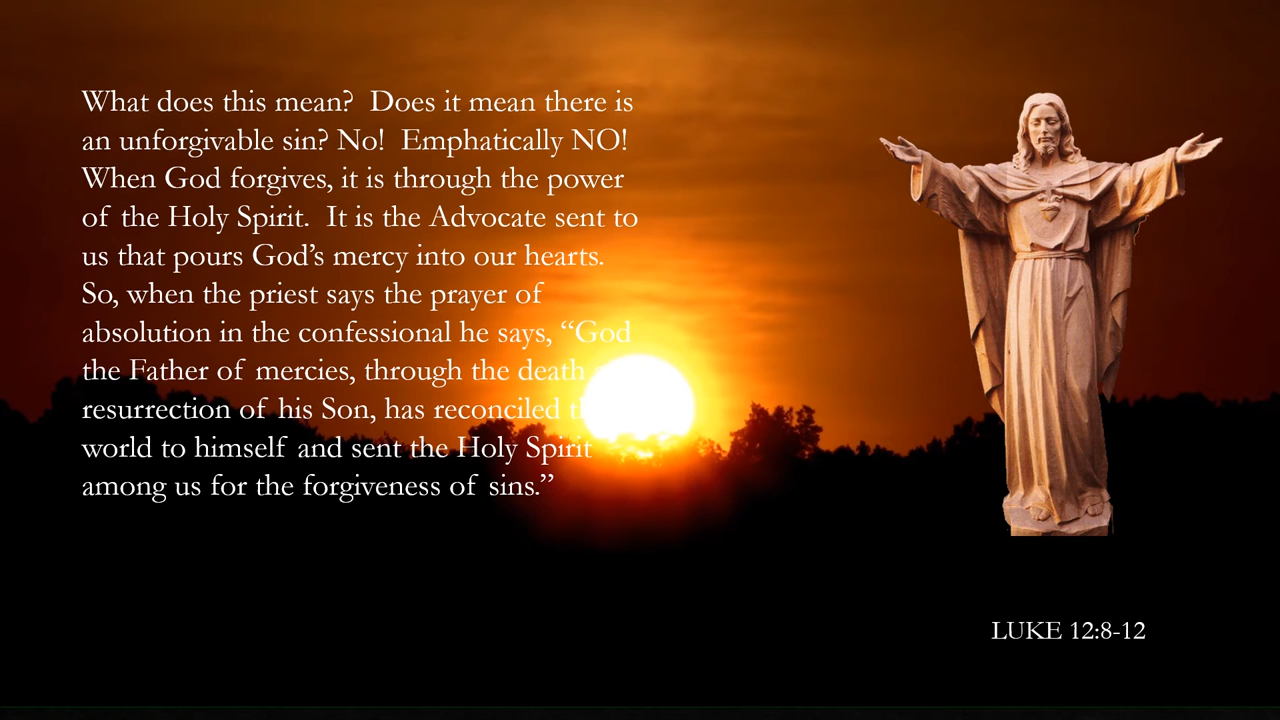 What does this mean?  Does it mean there is
an unforgivable sin? No!  Emphatically NO!
When God forgives, it is through the power
of the Holy Spirit.  It is the Advocate sent to
us that pours God’s mercy into our hearts.
So, when the priest says the prayer of
absolution in the confessional he says, “God
the Father of mercies, through the death
resurrection of his Son, has reconciled
world to himself and sent the Holy Spirit
among us for the forgiveness of sins.”
LUKE 12:8-12